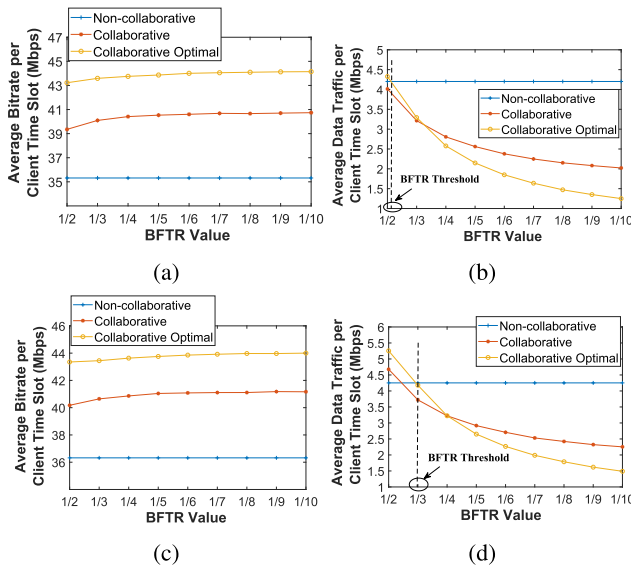 Non-collaborative
Collaborative
Collaborative Optimal
Average Bitrate per
Client Time Slot (Mbps)
47
45
43
41
39
37
35
1/2 1/3 1/4 1/5 1/6 1/7 1/8 1/9 1/10
BFTR Value
(a)
Average Data Traffic per
Client Time Slot (Mbps)
5
4.5
4
3.5
3
2.5
2
1.5
1
Non-collaborative
Collaborative
Collaborative Optimal
BFTR Threshold
1/2 1/3 1/4 1/5 1/6 1/7 1/8 1/9 1/10
BFTR Value
(b)
Non-collaborative
Collaborative
Collaborative Optimal
Average Bitrate per
Client Time Slot (Mbps)
46
44
42
40
38
36
1/2 1/3 1/4 1/5 1/6 1/7 1/8 1/9 1/10
BFTR Value
(c)
Average Data Traffic per
Client Time Slot (Mbps)
6
5.5
5
4.5
4
3.5
3
2.5
2
1.5
1
Non-collaborative
Collaborative
Collaborative Optimal
BFTR Threshold
1/2 1/3 1/4 1/5 1/6 1/7 1/8 1/9 1/10
BFTR Value
(d)